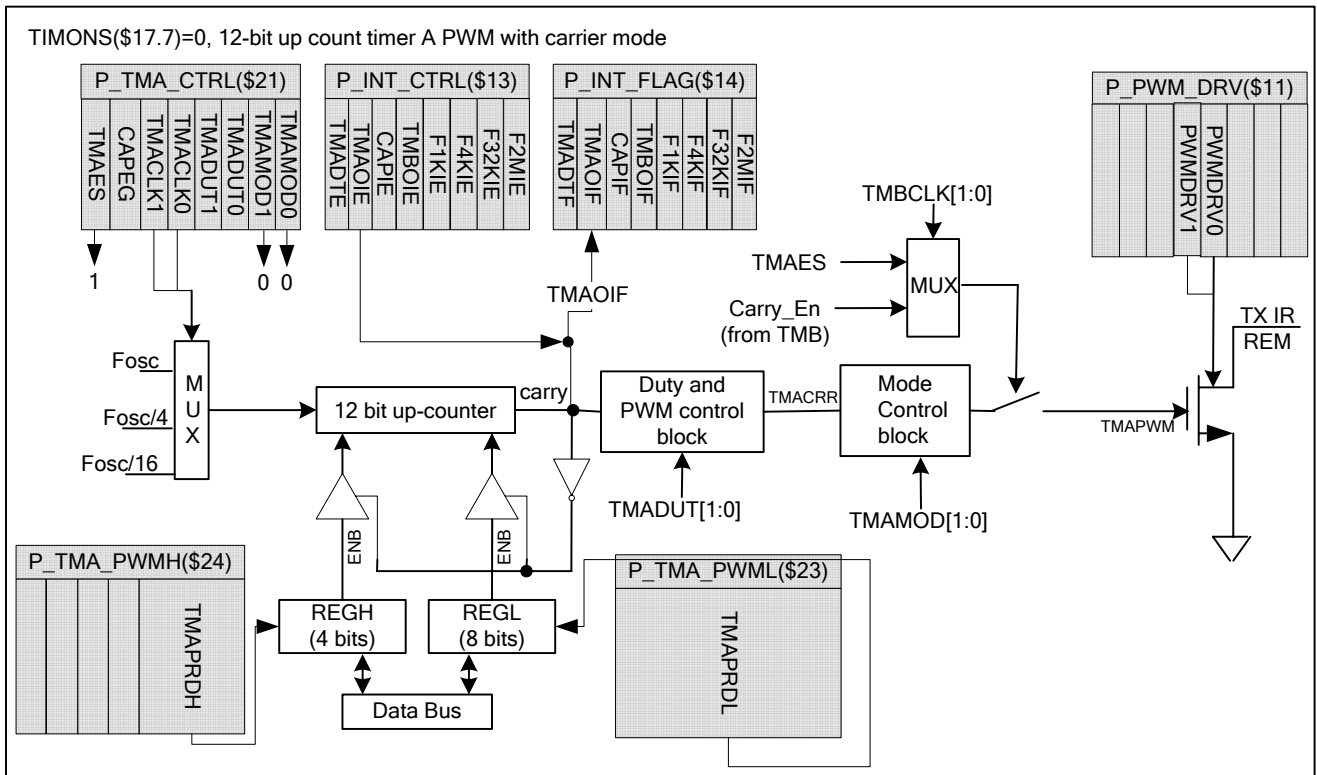 TIMONS($17.7)=0, 12-bit up count timer A PWM with carrier mode
P_TMA_CTRL($21)
TMAES
CAPEG
TMACLK1
TMACLK0
TMADUT1
TMADUT0
TMAMOD1
TMAMOD0
1
0 0
P_INT_CTRL($13)
TMADTE
TMAOIE
CAPIE
TMBOIE
F1KIE
F4KIE
F32KIE
F2MIE
P_INT_FLAG($14)
TMADTF
TMAOIF
CAPIF
TMBOIF
F1KIF
F4KIF
F32KIF
F2MIF
P_PWM_DRV($11)
PWMDRV1
PWMDRV0
TMBCLK[1:0]
TMAES
MUX
Carry_En
(from TMB)
TMAOIF
TX IR
REM
Fosc
Fosc/4
Fosc/16
MUX
12 bit up-counter
carry
Duty and
PWM control
block
TMACRR
Mode
Control
block
TMAPWM
TMADUT[1:0]
TMAMOD[1:0]
ENB
ENB
P_TMA_PWMH($24)
TMAPRDH
REGH
(4 bits)
REGL
(8 bits)
Data Bus
P_TMA_PWML($23)
TMAPRDL